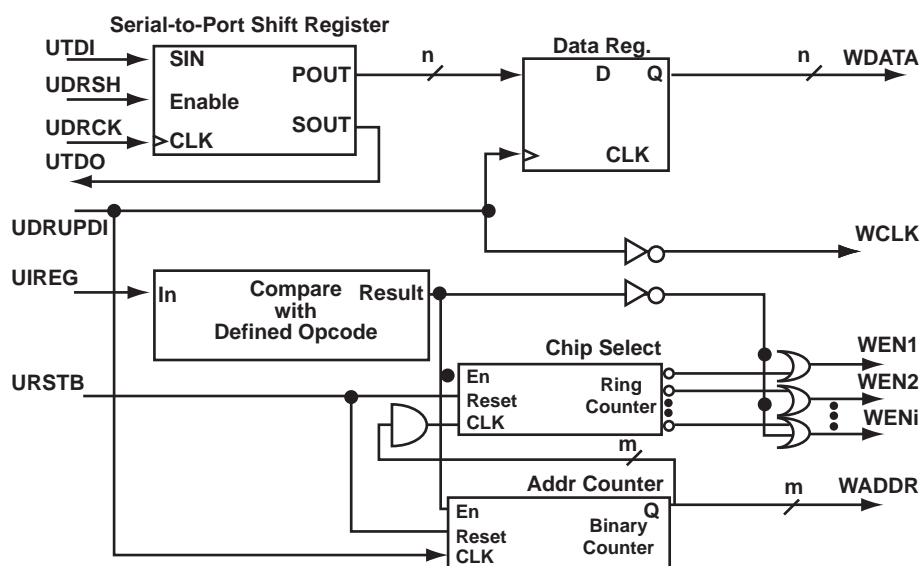 Serial-to-Port Shift Register
UTDI
SIN
POUT
n
Data Reg.
D
Q
n
WDATA
UDRSH
Enable
SOUT
UDRCK
CLK
UTDO
CLK
UDRUPDI
WCLK
UIREG
In
Compare
with
Defined Opcode
Result
Chip Select
WEN1
URSTB
En
Reset
CLK
Ring
Counter
WEN2
WENi
m
Addr Counter
En
Reset
CLK
Q
Binary
Counter
m
WADDR